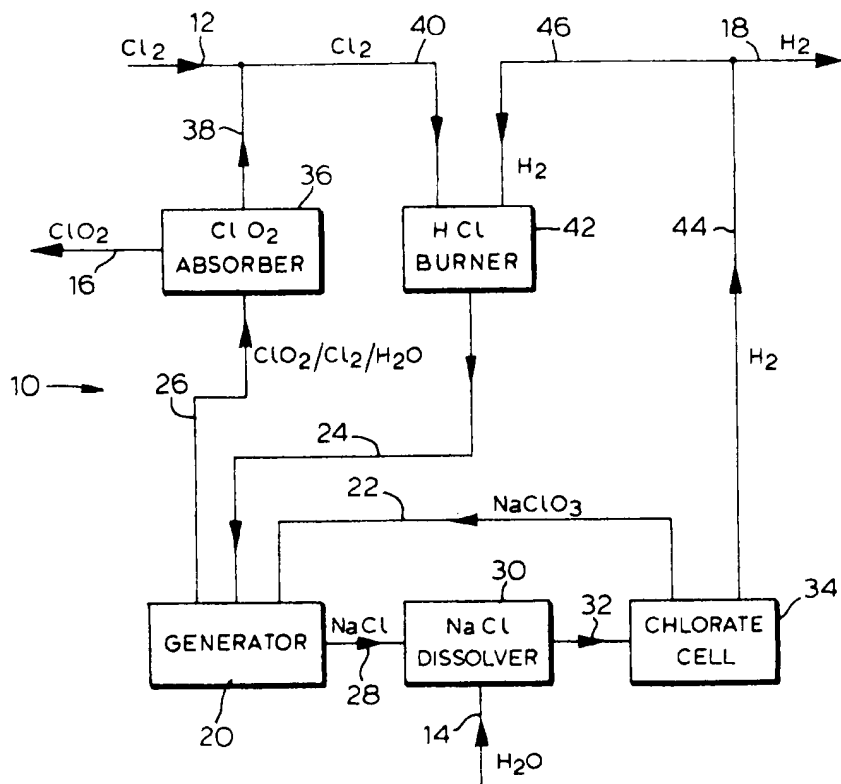 12
40
46
18
Cl2
Cl2
H2
38
H2
36
ClO2
ClO2
ABSORBER
16
HCl
BURNER
42
44
ClO2/Cl2/H2O
H2
10
26
24
22
NaClO3
30
34
GENERATOR
NaCl
NaCl
DISSOLVER
32
CHLORATE
CELL
28
20
14
H2O